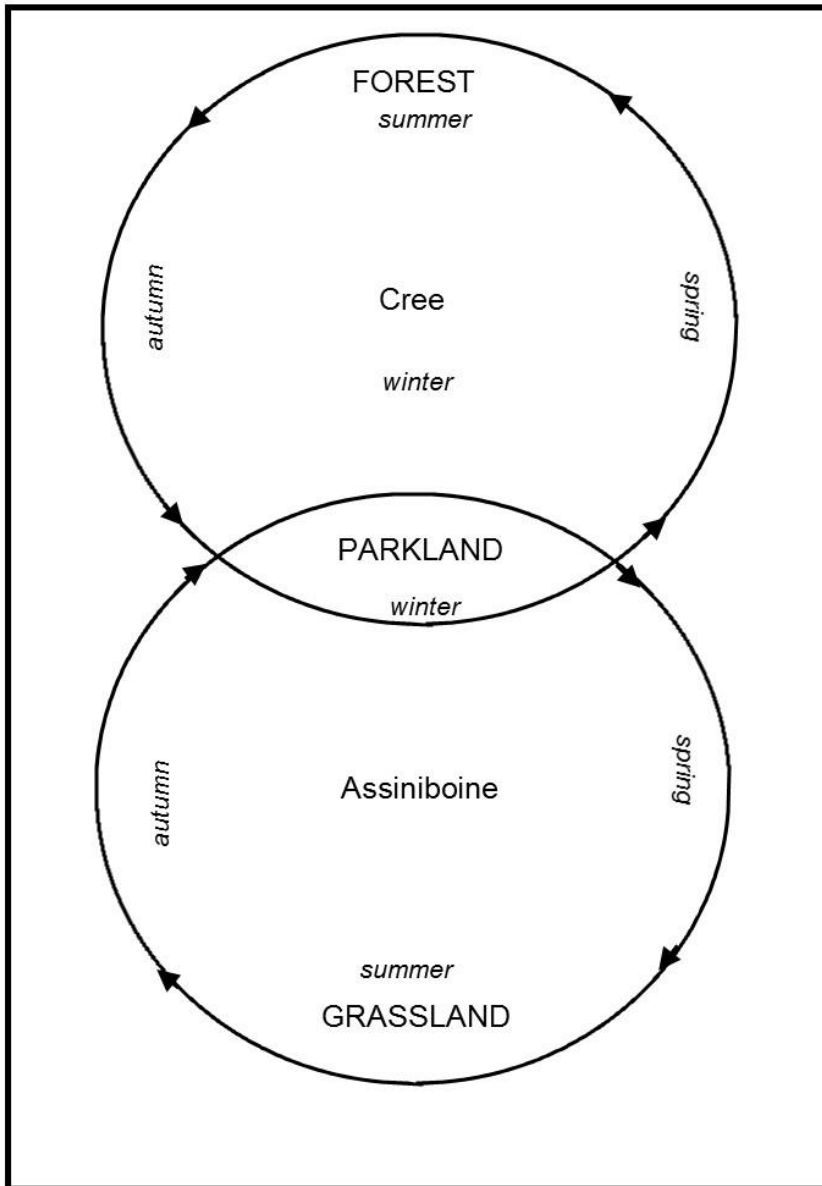 FOREST
summer
autumn
spring
Cree
winter
PARKLAND
winter
autumn
spring
Assiniboine
summer
GRASSLAND